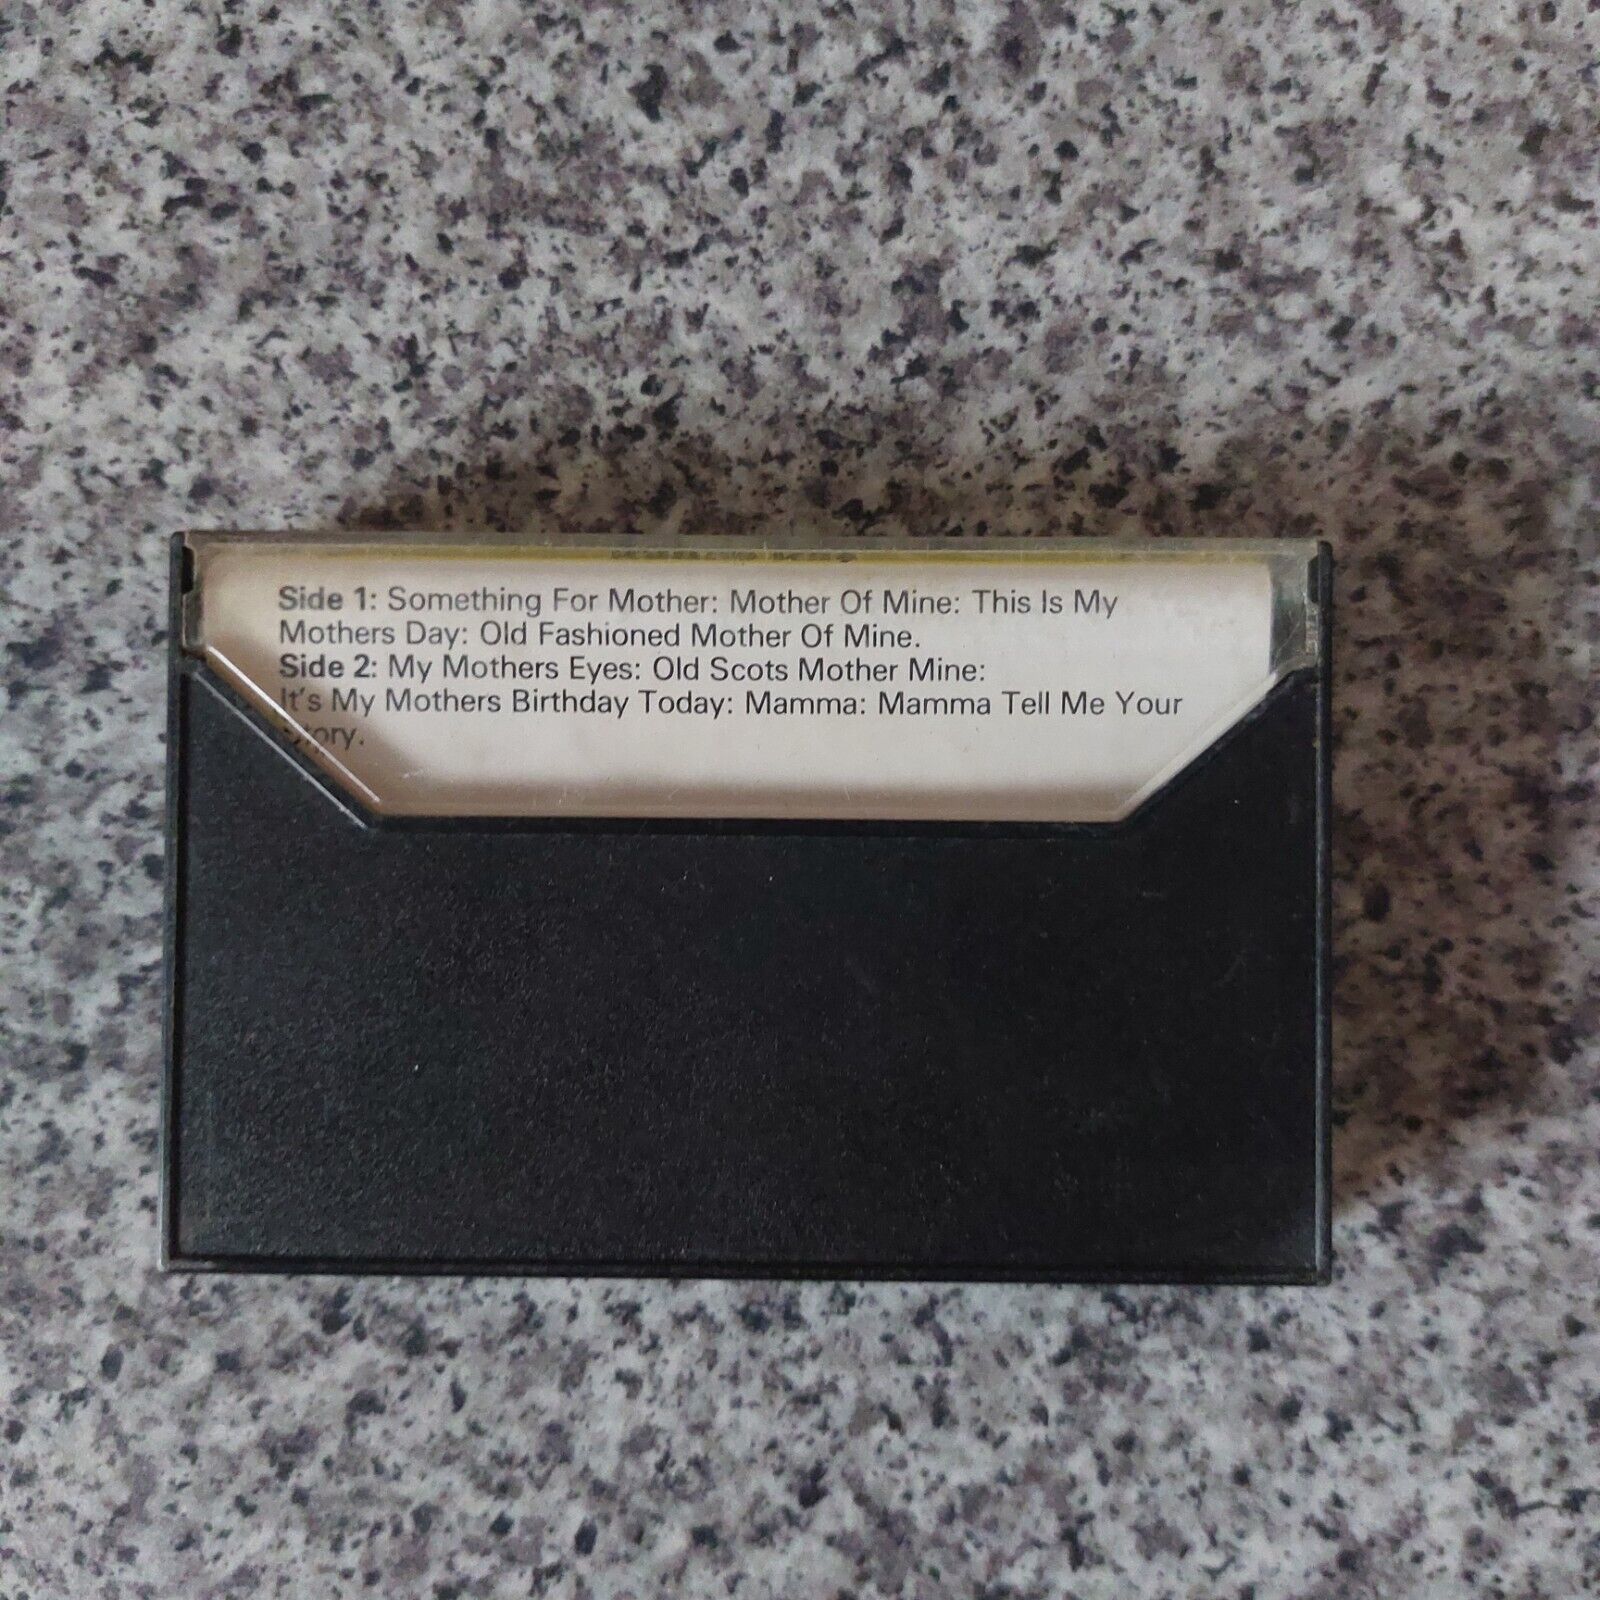 Side 1: Something For Mother: Mother Of Mine: This Is My
Mothers Day: Old Fashioned Mother Of Mine.
Side 2: My Mothers Eyes: Old Scots Mother Mine:
It's My Mothers Birthday Today: Mamma: Mamma Tell Me Your
Story.